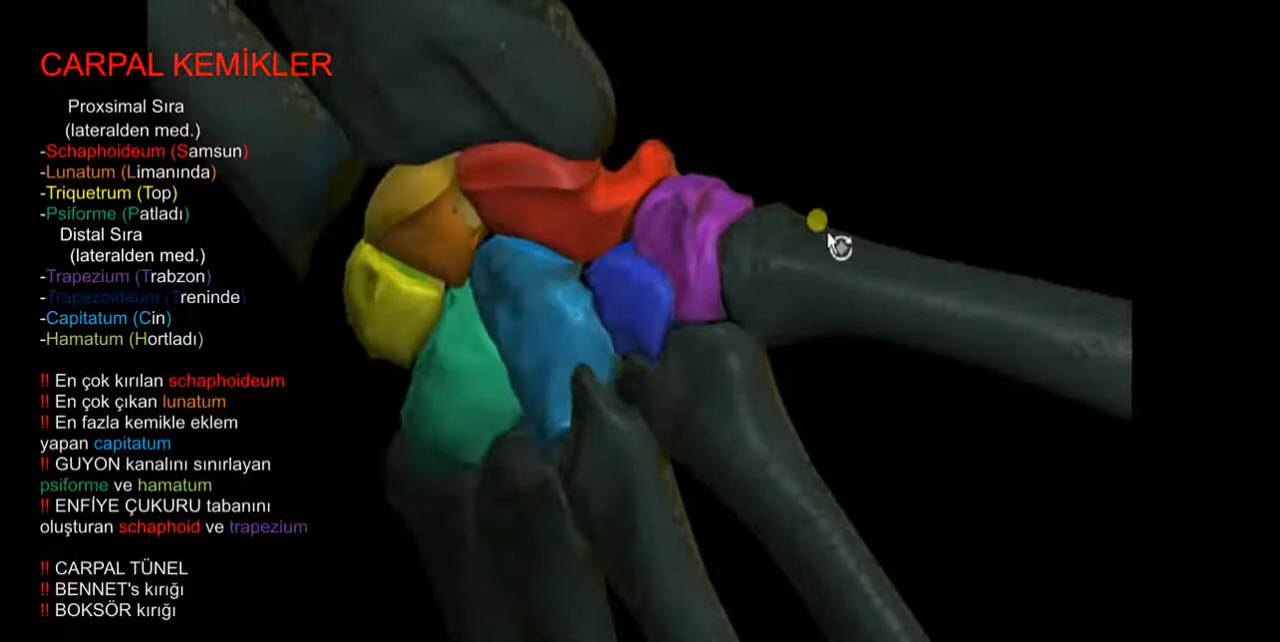 CARPAL KEMİKLER
Proxsimal Sıra
(lateralden med.)
-Schaphoideum (Samsun)
-Lunatum (Limanında)
-Triquetrum (Top)
-Psiforme (Patladı)
Distal Sıra
(lateralden med.)
-Trapezium (Trabzon)
-Trapezoideum (Treninde)
-Capitatum (Cin)
-Hamatum (Hortladı)
!! En çok kırılan schaphoideum
!! En çok çıkan lunatum
!! En fazla kemikle eklem
yapan capitatum
!! GUYON kanalını sınırlayan
psiforme ve hamatum
!! ENFİYE ÇUKURU tabanını
oluşturan schaphoid ve trapezium
!! CARPAL TÜNEL
!! BENNET's kırığı
!! BOKSÖR kırığı